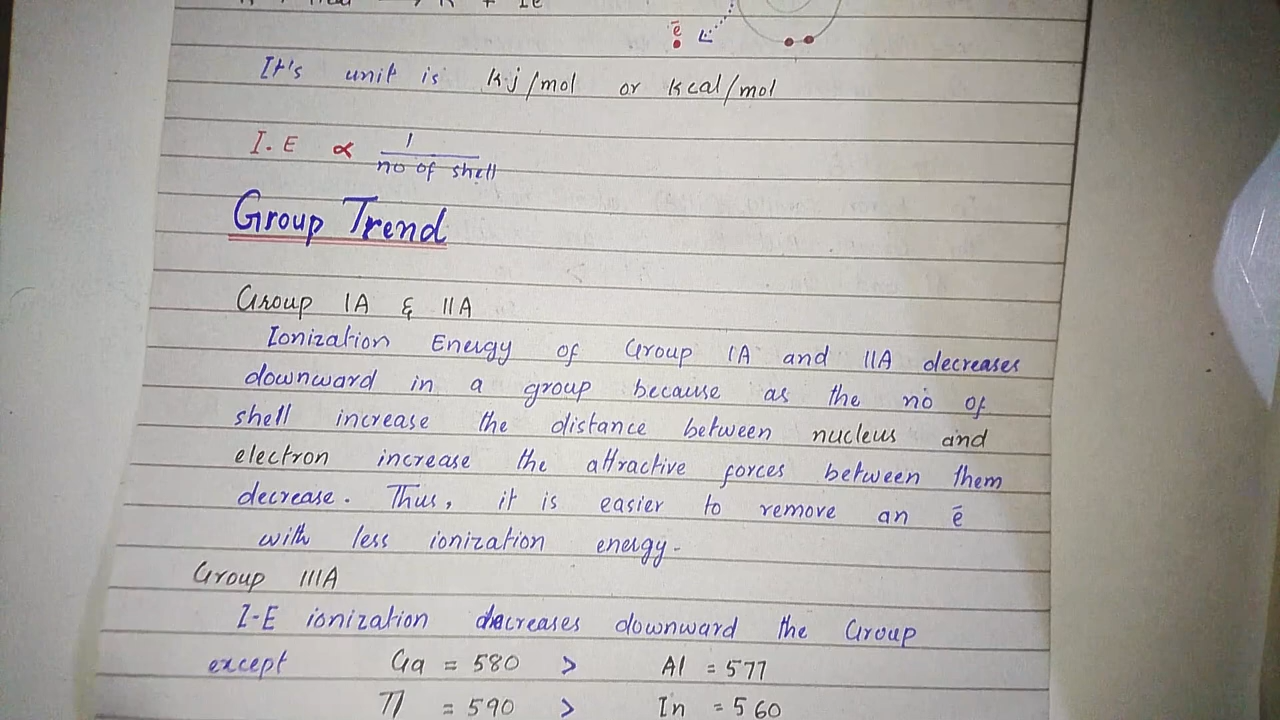 + 1e
ē
It's unit is kj/mol or kcal/mol
I.E ∝ 1
no of shell
Group Trend
Group IA & IIA
Ionization Energy of Group IA and IIA decreases
downward in a group because as the no of
shell increase the distance between nucleus and
electron increase the attractive forces between them
decrease. Thus, it is easier to remove an ē
with less ionization energy.
Group IIIA
I-E ionization decreases downward the Group
except Ga = 580 > Al = 577
Tl = 590 > In = 560